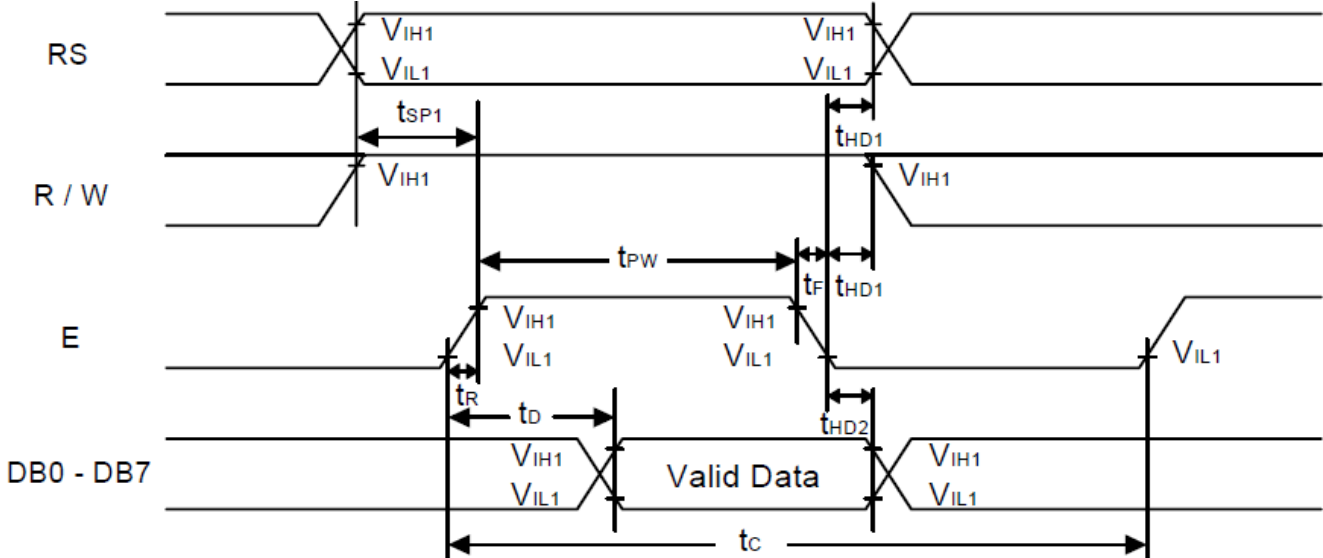 VIH1 VIH1
RS
VIL1 VIL1
tSP1
tHD1
VIH1 VIH1
R / W
tPW
tF tHD1
VIH1 VIH1
E
VIL1 VIL1 VIL1
tR
tD
tHD2
VIH1 VIH1
DB0 - DB7 Valid Data
VIL1 VIL1
tC